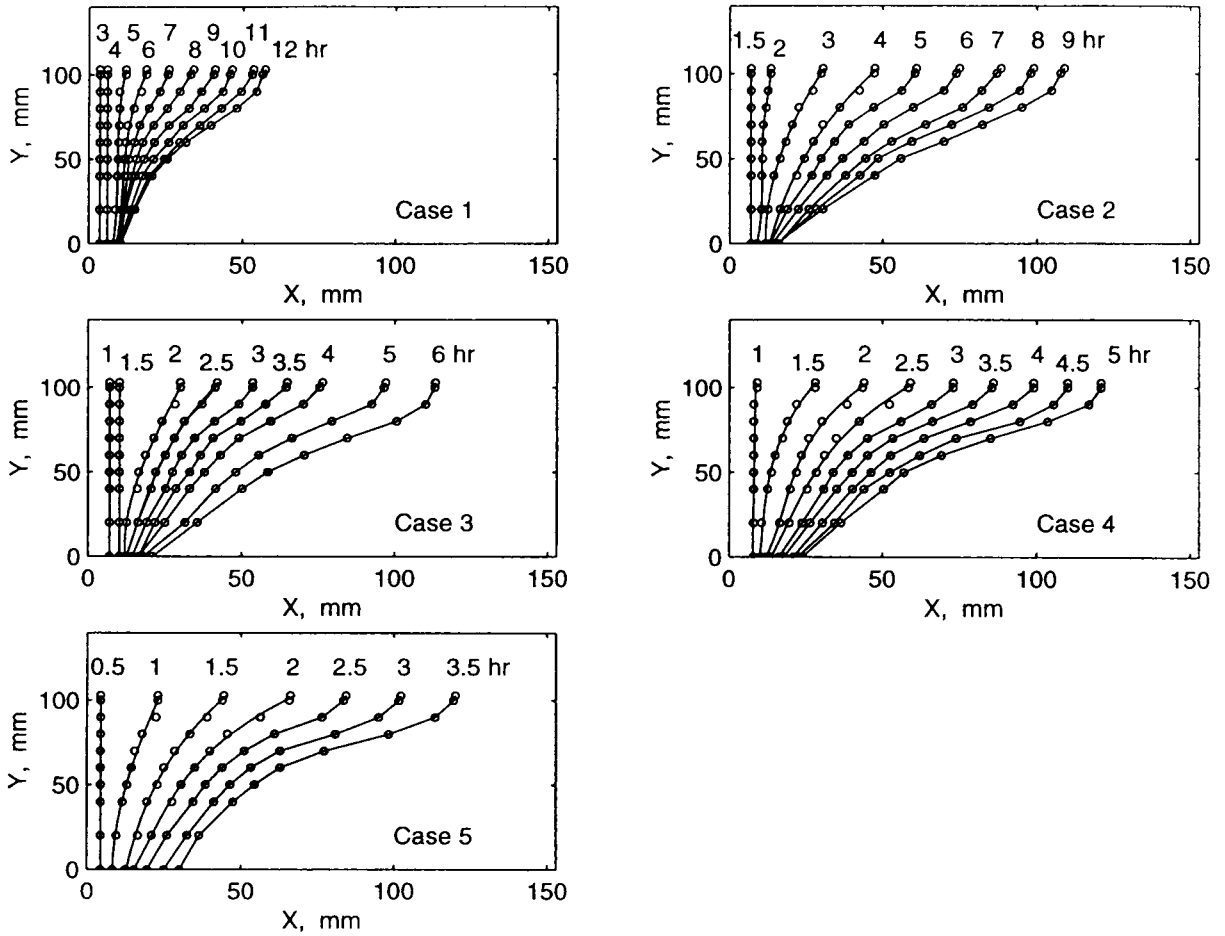 3 5 7 9 11
4 6 8 10 12 hr
100
50
0
Y, mm
Case 1
0 50 100 150
X, mm
3 4 5 6 7 8 9 hr
1.5 2
100
50
0
Y, mm
Case 2
0 50 100 150
X, mm
1 1.5 2 2.5 3 3.5 4 5 6 hr
100
50
0
Y, mm
Case 3
0 50 100 150
X, mm
1 1.5 2 2.5 3 3.5 4 4.5 5 hr
100
50
0
Y, mm
Case 4
0 50 100 150
X, mm
0.5 1 1.5 2 2.5 3 3.5 hr
100
50
0
Y, mm
Case 5
0 50 100 150
X, mm